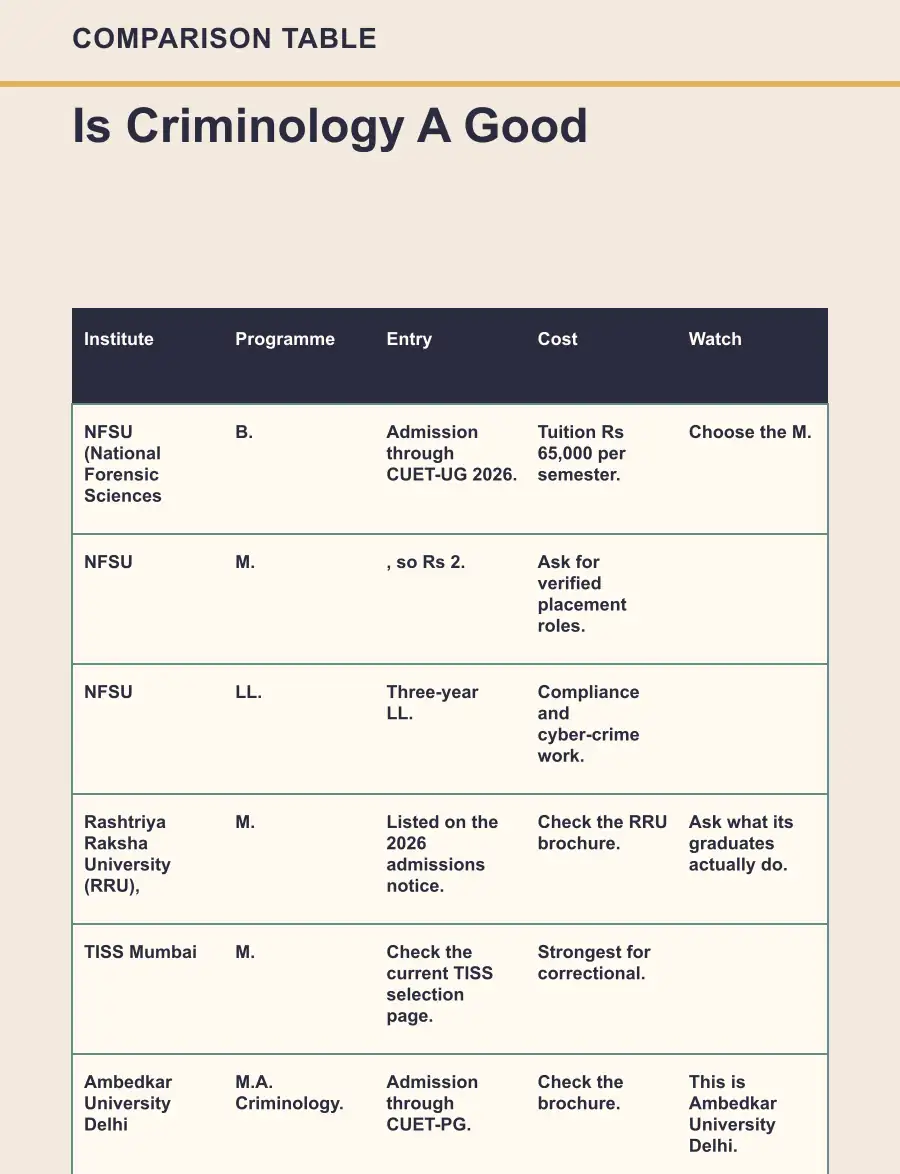 COMPARISON TABLE
Is Criminology A Good
Institute Programme Entry Cost Watch
NFSU
(National
Forensic
Sciences
B.
Admission
through
CUET-UG 2026.
Tuition Rs
65,000 per
semester.
Choose the M.
NFSU
M.
, so Rs 2.
Ask for
verified
placement
roles.
NFSU
LL.
Three-year
LL.
Compliance
and
cyber-crime
work.
Rashtriya
Raksha
University
(RRU),
M.
Listed on the
2026
admissions
notice.
Check the RRU
brochure.
Ask what its
graduates
actually do.
TISS Mumbai
M.
Check the
current TISS
selection
page.
Strongest for
correctional.
Ambedkar
University
Delhi
M.A.
Criminology.
Admission
through
CUET-PG.
Check the
brochure.
This is
Ambedkar
University
Delhi.